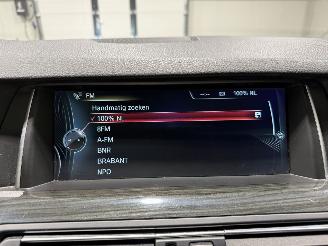 FM
100% NL
Handmatig zoeken
100% NL
8FM
A-FM
BNR
BRABANT
NPO